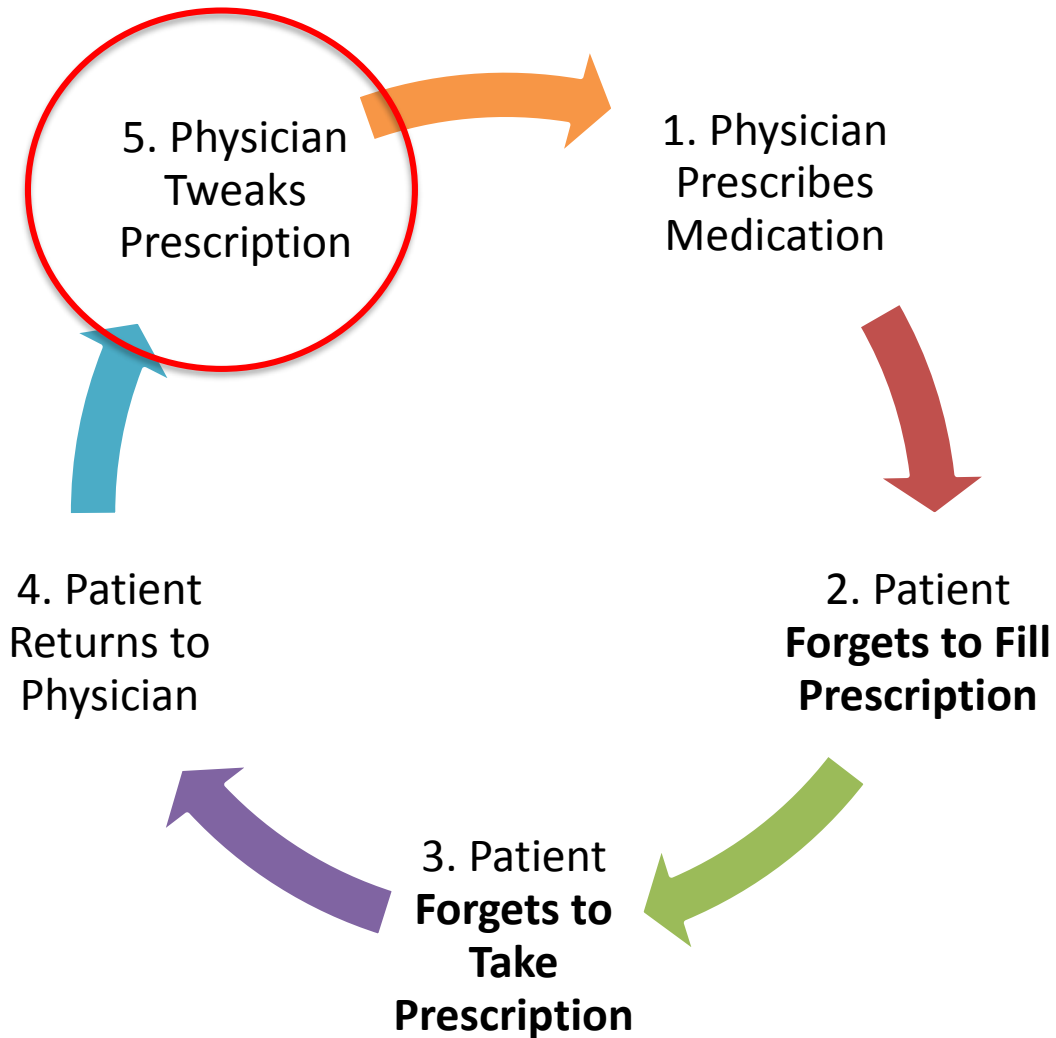 1. Physician
Prescribes
Medication
2. Patient
Forgets to Fill
Prescription
3. Patient
Forgets to
Take
Prescription
4. Patient
Returns to
Physician
5. Physician
Tweaks
Prescription